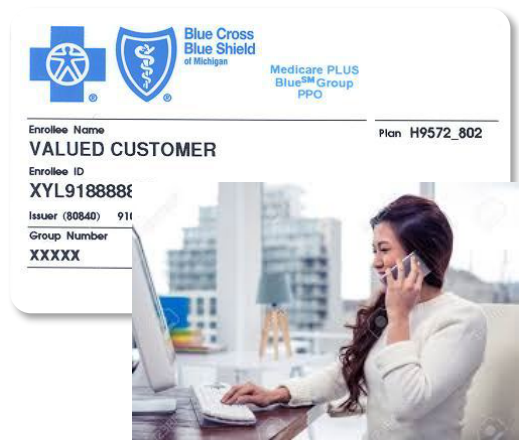 Blue Cross
Blue Shield
of Michigan
®
®
Medicare PLUS
Blue℠ Group
PPO
Enrollee Name
VALUED CUSTOMER
Plan H9572_802
Enrollee ID
XYL9188888
Issuer (80840)
Group Number
XXXXX